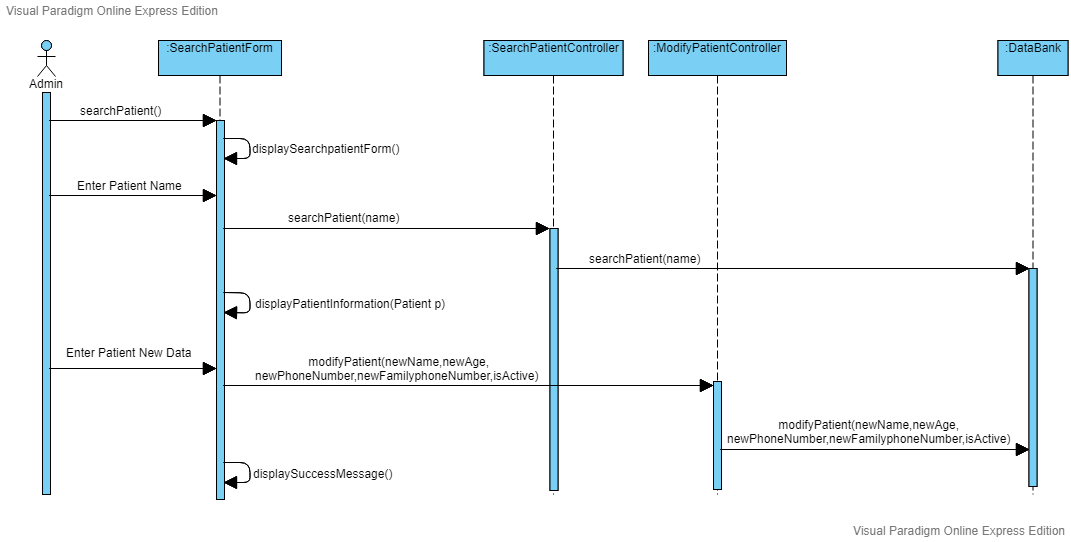 Visual Paradigm Online Express Edition
:SearchPatientForm
:SearchPatientController
:ModifyPatientController
:DataBank
Admin
searchPatient()
displaySearchpatientForm()
Enter Patient Name
searchPatient(name)
searchPatient(name)
displayPatientInformation(Patient p)
Enter Patient New Data
modifyPatient(newName,newAge,
newPhoneNumber,newFamilyphoneNumber,isActive)
modifyPatient(newName,newAge,
newPhoneNumber,newFamilyphoneNumber,isActive)
displaySuccessMessage()
Visual Paradigm Online Express Edition